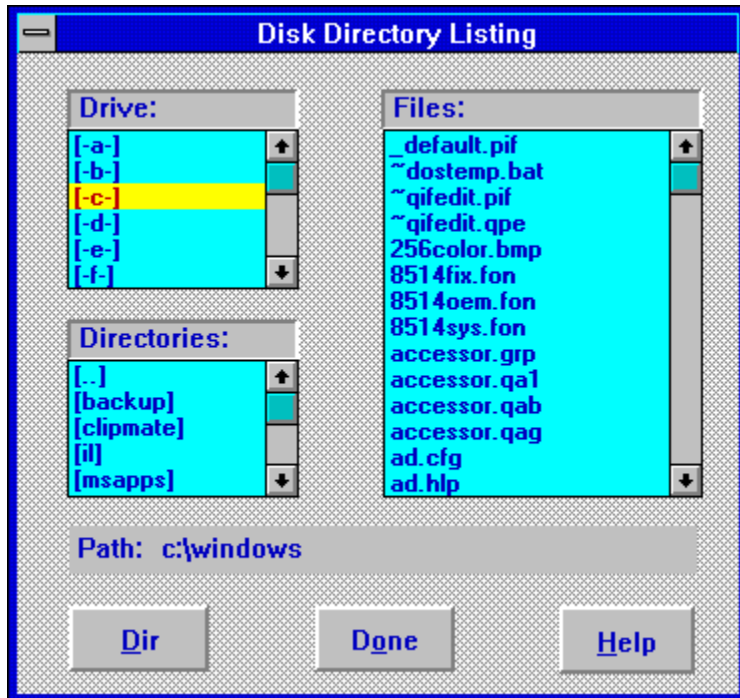 Disk Directory Listing
Drive:
[-a-]
[-b-]
[-c-]
[-d-]
[-e-]
[-f-]
Directories:
[..]
[backup]
[clipmate]
[il]
[msapps]
Files:
_default.pif
~dostemp.bat
~qifedit.pif
~qifedit.qpe
256color.bmp
8514fix.fon
8514oem.fon
8514sys.fon
accessor.grp
accessor.qa1
accessor.qab
accessor.qag
ad.cfg
ad.hlp
Path: c:\windows
Dir
Done
Help